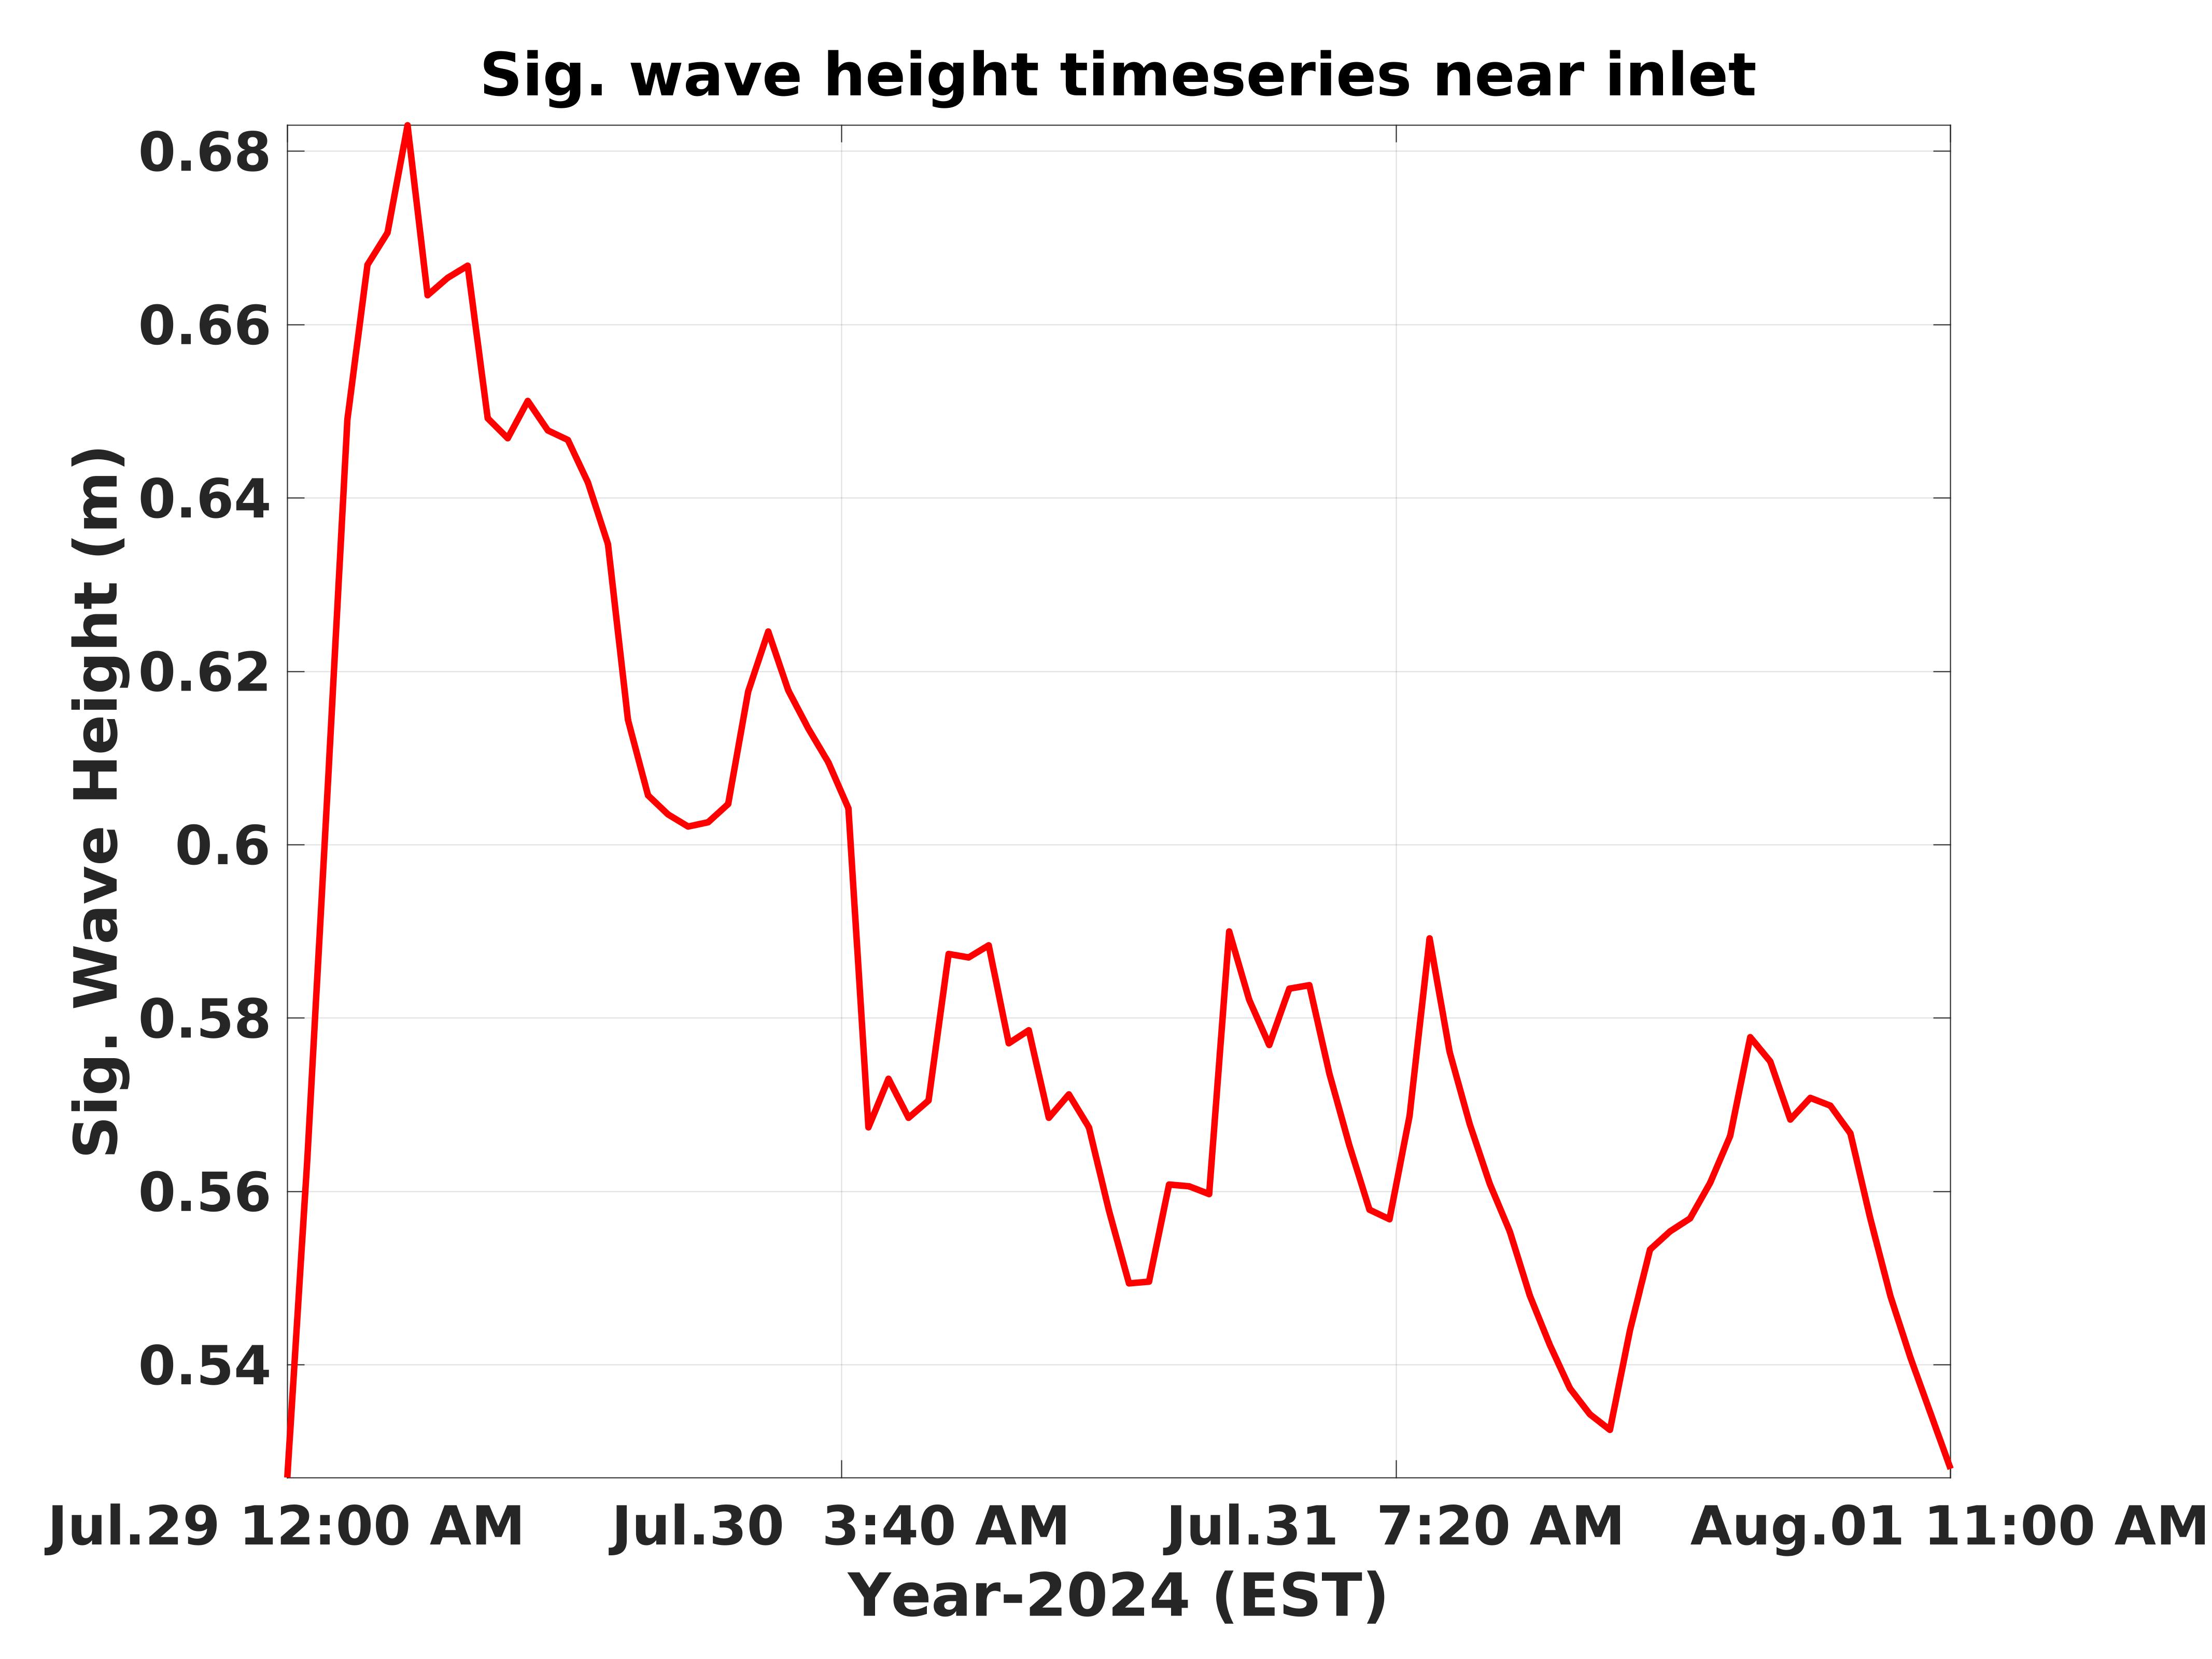 Sig. wave height timeseries near inlet
Sig. Wave Height (m)
0.68
0.66
0.64
0.62
0.6
0.58
0.56
0.54
Jul.29 12:00 AM Jul.30 3:40 AM Jul.31 7:20 AM Aug.01 11:00 AM
Year-2024 (EST)